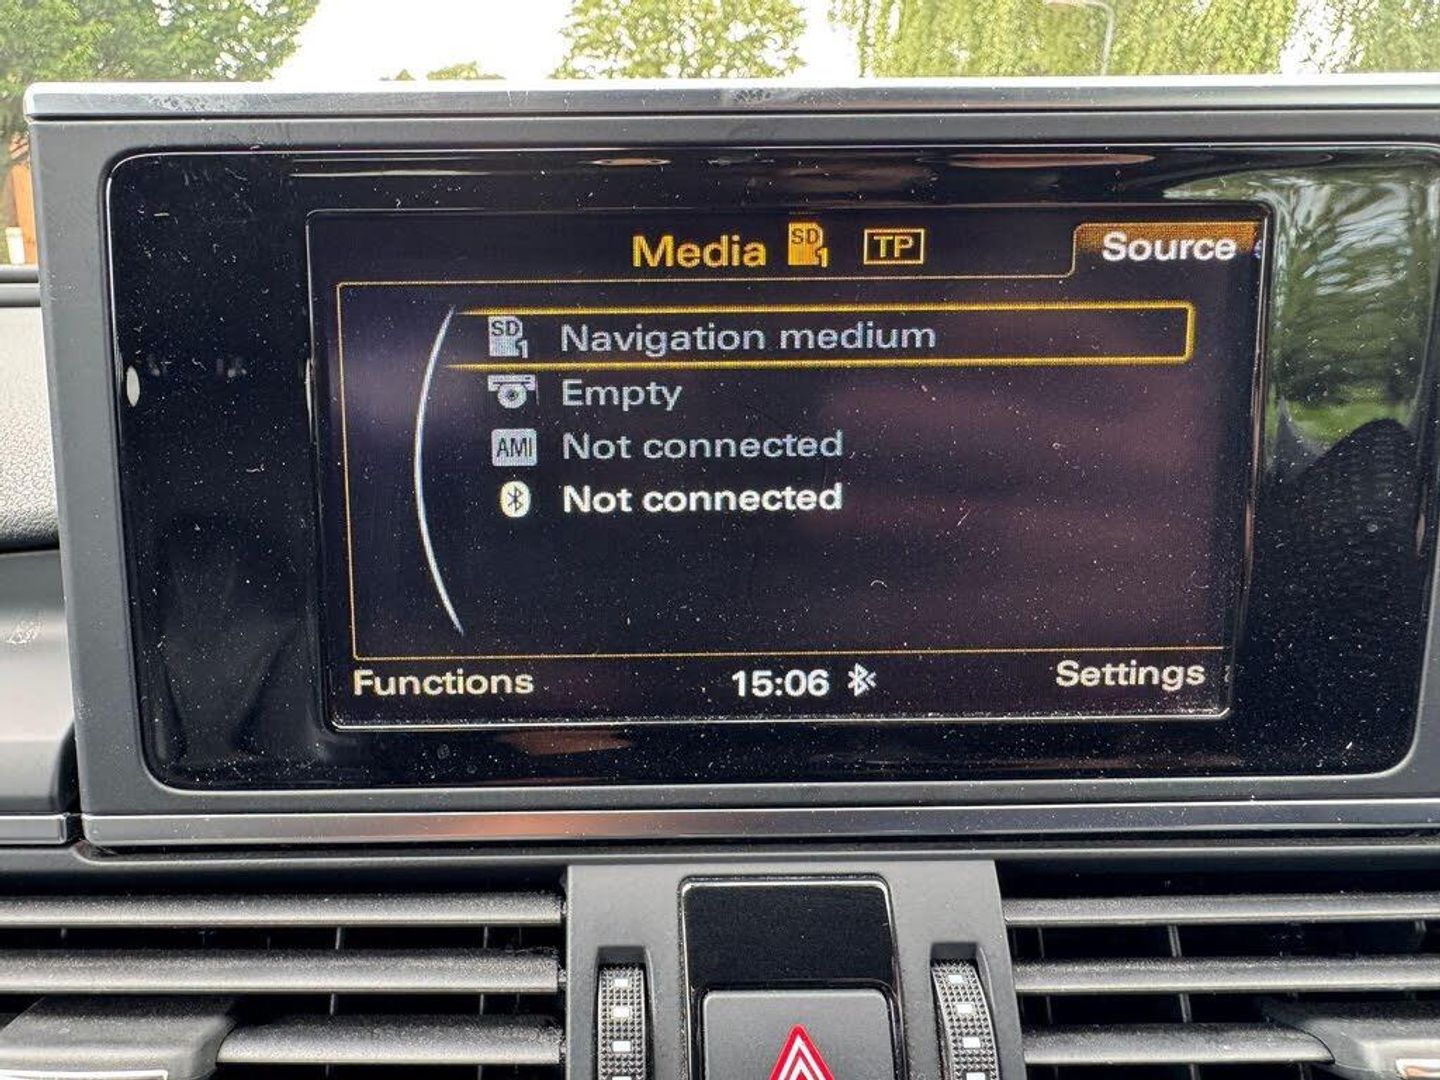 Media SD 1 TP Source
SD 1 Navigation medium
Empty
AMI Not connected
Not connected
Functions 15:06 Settings